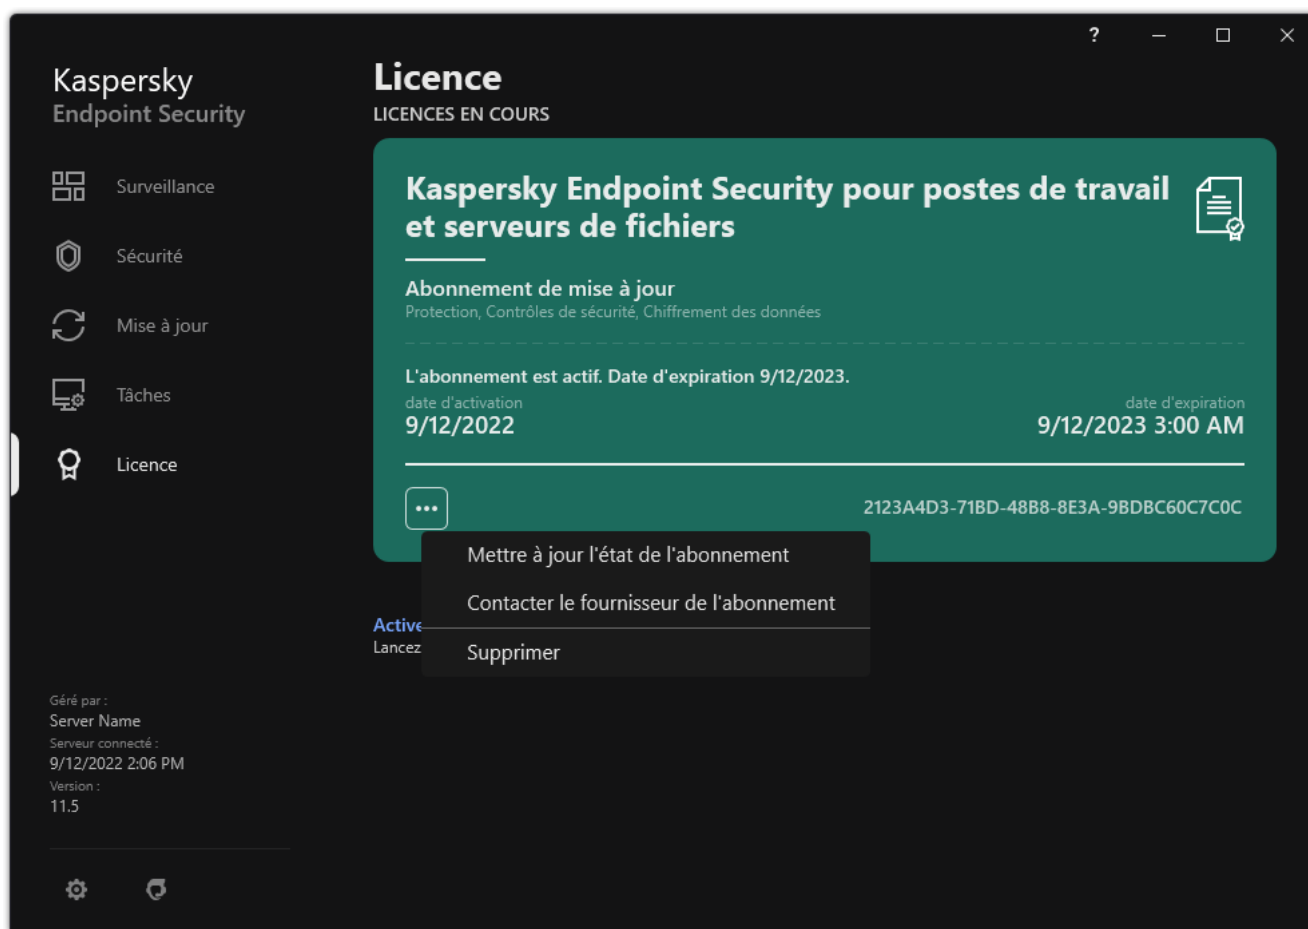 ?
Kaspersky
Endpoint Security
Surveillance
Sécurité
Mise à jour
Tâches
Licence
Géré par :
Server Name
Serveur connecté :
9/12/2022 2:06 PM
Version :
11.5
Licence
LICENCES EN COURS
Kaspersky Endpoint Security pour postes de travail
et serveurs de fichiers
Abonnement de mise à jour
Protection, Contrôles de sécurité, Chiffrement des données
L'abonnement est actif. Date d'expiration 9/12/2023.
date d'activation
date d'expiration
9/12/2022
9/12/2023 3:00 AM
2123A4D3-71BD-48B8-8E3A-9BDBC60C7C0C
Mettre à jour l'état de l'abonnement
Contacter le fournisseur de l'abonnement
Supprimer
Active
Lancez